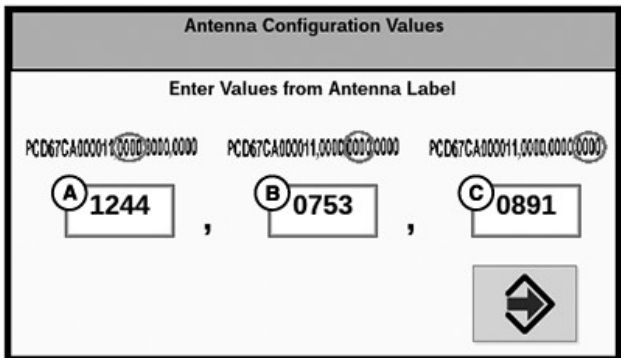 Antenna Configuration Values
Enter Values from Antenna Label
PCD67CA000011,0000,0000,0000 PCD67CA000011,0000,0000,0000 PCD67CA000011,0000,0000,0000
A 1244 , B 0753 , C 0891